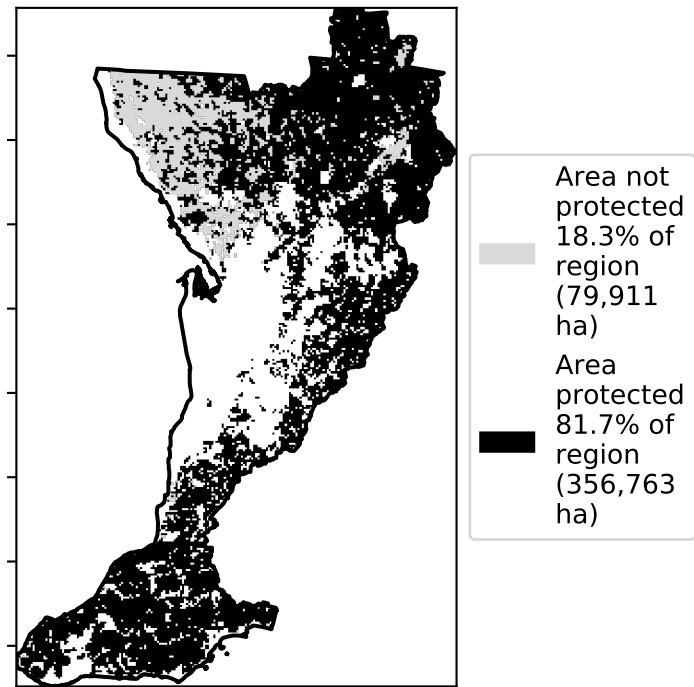 Area not
protected
18.3% of
region
(79,911
ha)
Area
protected
81.7% of
region
(356,763
ha)